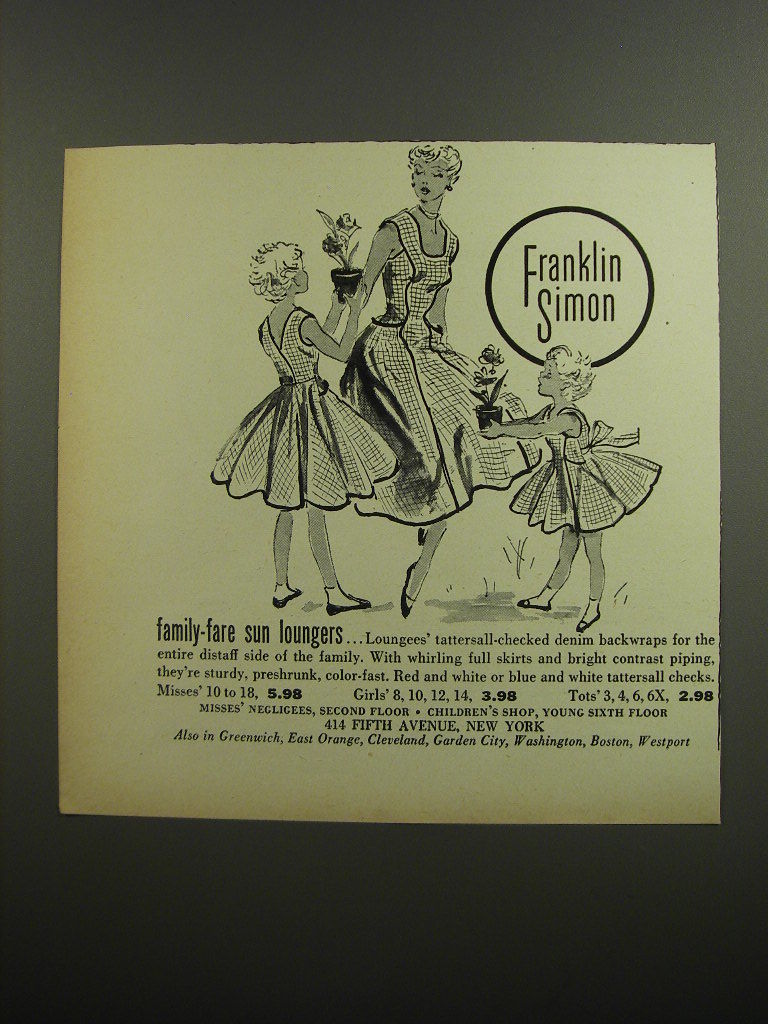 Franklin
Simon
family-fare sun loungers...Loungees' tattersall-checked denim backwraps for the
entire distaff side of the family. With whirling full skirts and bright contrast piping,
they're sturdy, preshrunk, color-fast. Red and white or blue and white tattersall checks.
Misses' 10 to 18, 5.98 Girls' 8, 10, 12, 14, 3.98 Tots' 3, 4, 6, 6X, 2.98
MISSES' NEGLIGEES, SECOND FLOOR • CHILDREN'S SHOP, YOUNG SIXTH FLOOR
414 FIFTH AVENUE, NEW YORK
Also in Greenwich, East Orange, Cleveland, Garden City, Washington, Boston, Westport